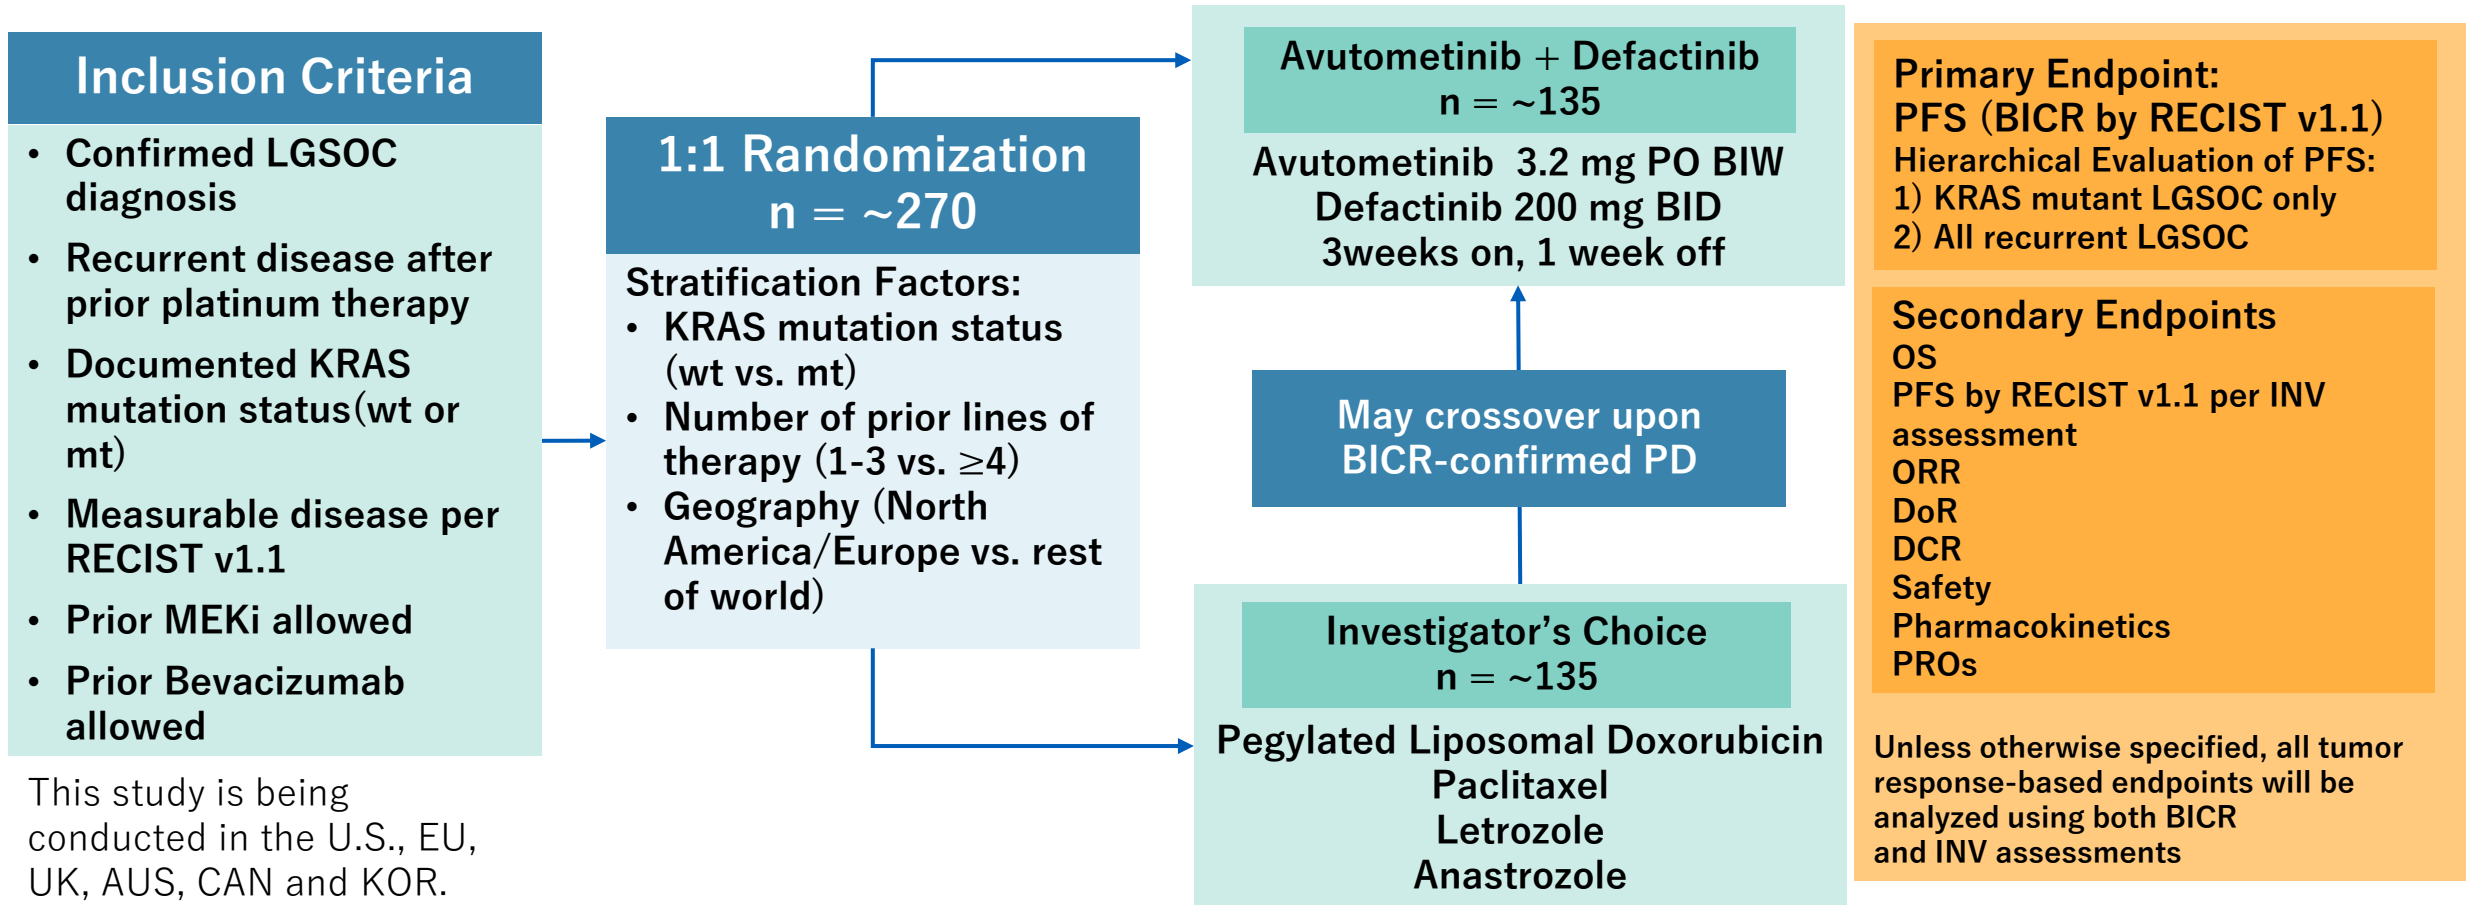 Inclusion Criteria
• Confirmed LGSOC
diagnosis
• Recurrent disease after
prior platinum therapy
• Documented KRAS
mutation status(wt or
mt)
• Measurable disease per
RECIST v1.1
• Prior MEKi allowed
• Prior Bevacizumab
allowed
This study is being
conducted in the U.S., EU,
UK, AUS, CAN and KOR.
1:1 Randomization
n = ~270
Stratification Factors:
• KRAS mutation status
(wt vs. mt)
• Number of prior lines of
therapy (1-3 vs. ≥4)
• Geography (North
America/Europe vs. rest
of world)
Avutometinib + Defactinib
n = ~135
Avutometinib 3.2 mg PO BIW
Defactinib 200 mg BID
3weeks on, 1 week off
May crossover upon
BICR-confirmed PD
Investigator’s Choice
n = ~135
Pegylated Liposomal Doxorubicin
Paclitaxel
Letrozole
Anastrozole
Primary Endpoint:
PFS (BICR by RECIST v1.1)
Hierarchical Evaluation of PFS:
1) KRAS mutant LGSOC only
2) All recurrent LGSOC
Secondary Endpoints
OS
PFS by RECIST v1.1 per INV
assessment
ORR
DoR
DCR
Safety
Pharmacokinetics
PROs
Unless otherwise specified, all tumor
response-based endpoints will be
analyzed using both BICR
and INV assessments